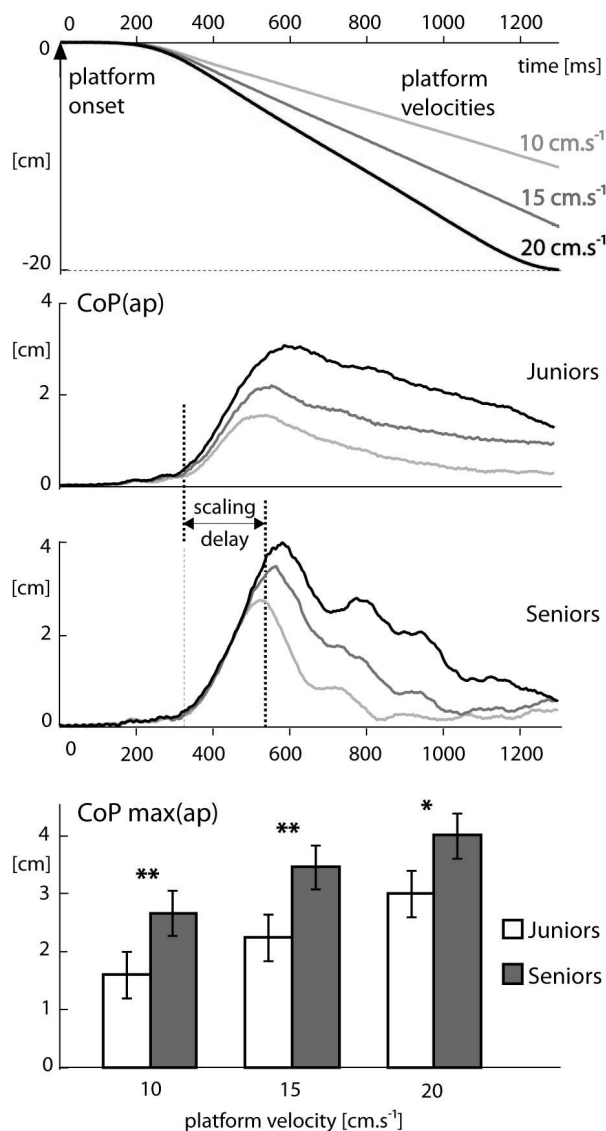 0 200 400 600 800 1000 1200
0
time [ms]
platform
onset
platform
velocities
[cm]
10 cm.s⁻¹
15 cm.s⁻¹
20 cm.s⁻¹
-20
4
CoP(ap)
[cm]
Juniors
2
0
scaling
delay
4
[cm]
Seniors
2
0
0 200 400 600 800 1000 1200
CoP max(ap)
4
[cm]
** ** *
3
2
1
0
Juniors
Seniors
10 15 20
platform velocity [cm.s⁻¹]